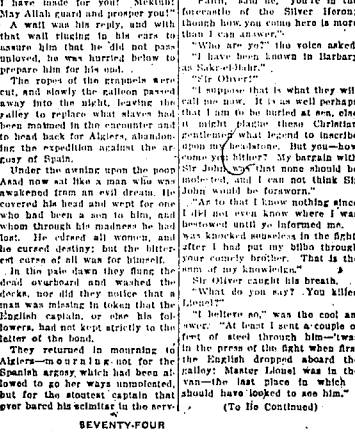 I have made for you! Mektub!
May Allah guard and prosper you!"
A wail was his reply, and with
that wail ringing in his ears to
assure him that he did not pass
unloved, he was hurried below to
prepare him for his end.
The ropes of the grapnels were
cut, and slowly the galleon passed
away into the night, leaving the
galley to replace what slaves had
been maimed in the encounter and
to head back for Algiers, abandon-
ing the expedition against the ar-
gosy of Spain.
Under the awning upon the poop
Asad now sat like a man who was
awakened from an evil dream. He
covered his head and wept for one
who had been a son to him, and
whom through his madness he had
lost. He cursed all women, and
he cursed destiny; but the bitter-
est curse of all was for himself.
In the pale dawn they flung the
dead overboard and washed the
decks, nor did they notice that a
man was missing in token that the
English captain, or else his fol-
lowers, had not kept strictly to the
letter of the bond.
They returned in mourning to
Algiers—mourning not for the
Spanish argosy which had been al-
lowed to go her ways unmolested,
but for the stoutest captain that
ever bared his scimitar in the serv-
SEVENTY-FOUR
said, you're in the
forecastle of the Silver Heron;
though how you come here is more
than I can answer."
"Who are ye?" the voice asked.
"I have been known in Barbary
as Sakr-el-Bahr."
"Sir Oliver!"
"I suppose that is what they will
call me now. It is as well perhaps
that I am to be buried at sea, else
it might plague these Christian
gentlemen what legend to inscribe
upon my headstone. But you—how
come you hither? My bargain with
Sir John was that none should be
molested, and I can not think Sir
John would be forsworn."
"As to that I know nothing since
I did not even know where I was
bestowed until ye informed me. I
was knocked senseless in the fight
after I had put my bilbo through
your comely brother. That is the
sum of my knowledge."
Sir Oliver caught his breath.
"What do you say? You killed
Lionel?"
"I believe so," was the cool an-
swer. "At least I sent a couple o'
feet of steel through him—'twas
in the press of the fight when first
the English dropped aboard the
galley; Master Lionel was in the
van—the last place in which I
should have looked to see him."
(To Be Continued)